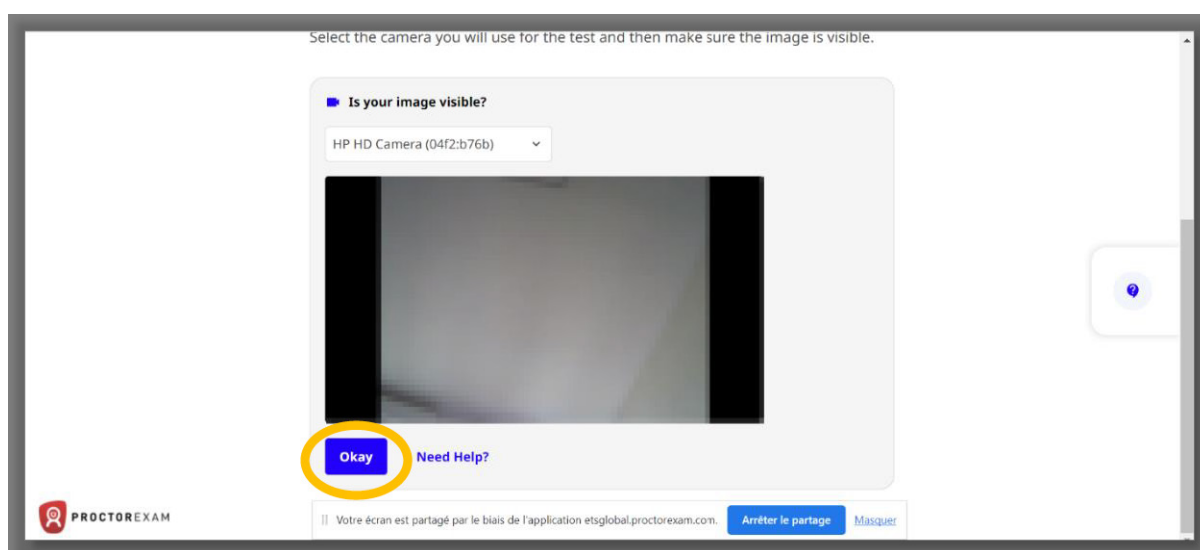 Select the camera you will use for the test and then make sure the image is visible.
Is your image visible?
HP HD Camera (04f2:b76b)
Okay
Need Help?
PROCTOREXAM
Votre écran est partagé par le biais de l'application etsglobal.proctorexam.com.
Arrêter le partage
Masquer